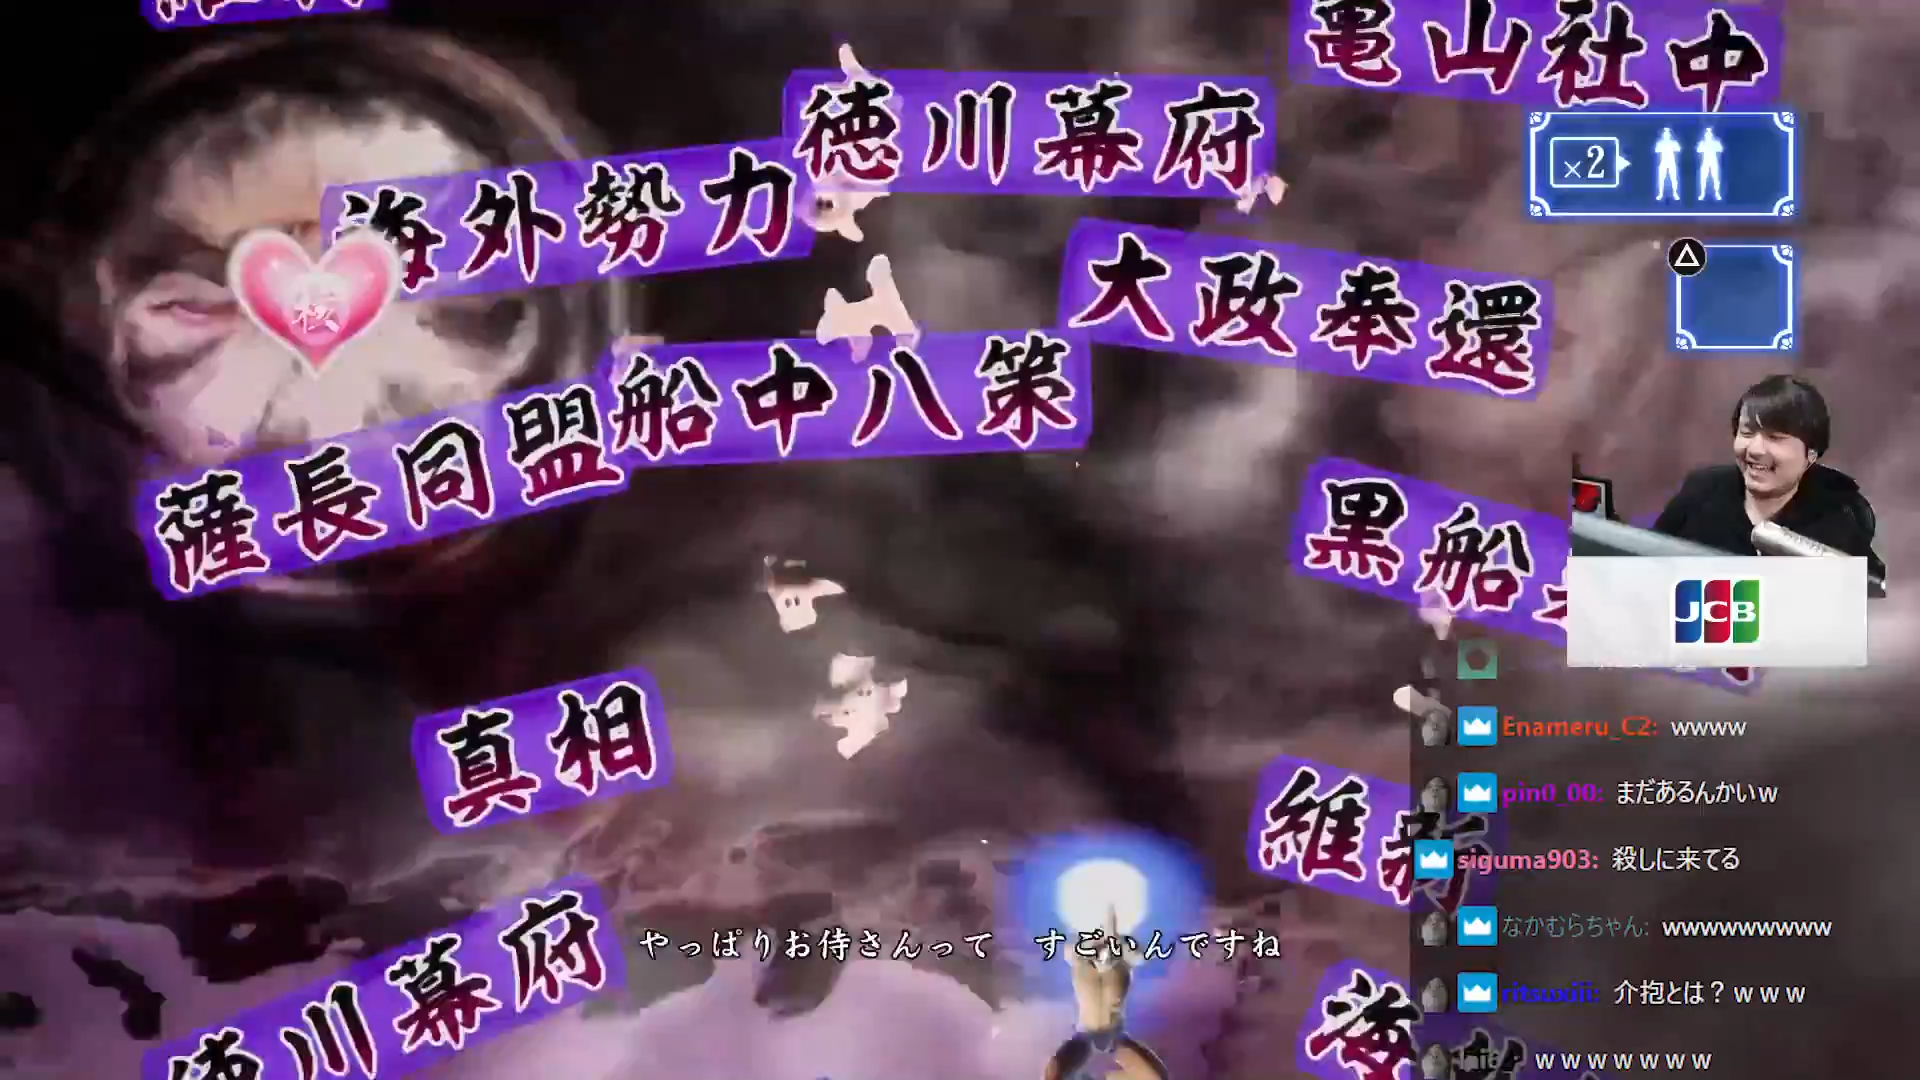 亀山社中
徳川幕府
海外勢力
×2
大政奉還
桜
船中八策
薩長同盟
黒船
JCB
真相
Enameru_C2: wwww
pin0_00: まだあるんかいw
維新
siguma903: 殺しに来てる
なかむらちゃん: wwwwwwwwww
やっぱりお侍さんって すごいんですね
徳川幕府
ritsuxiii: 介抱とは？ｗｗｗ
海
ｗｗｗｗｗｗｗ